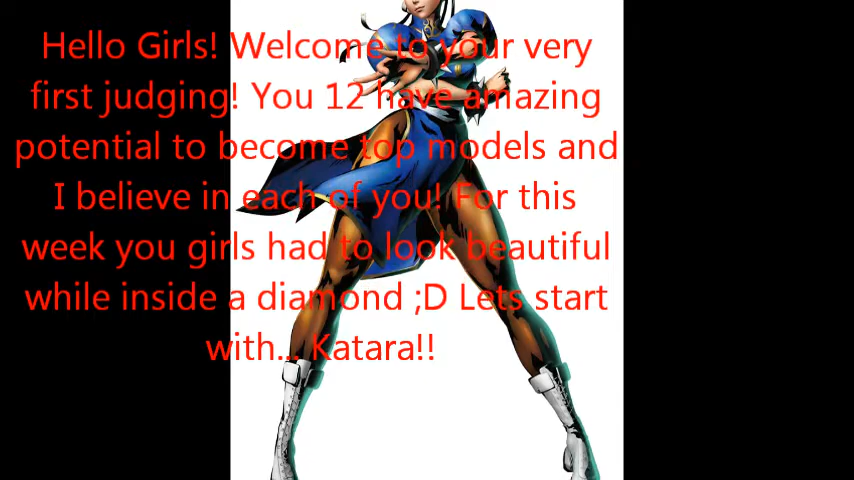 Hello Girls! Welcome to your very
first judging! You 12 have amazing
potential to become top models and
I believe in each of you! For this
week you girls had to look beautiful
while inside a diamond ;D Lets start
with... Katara!!